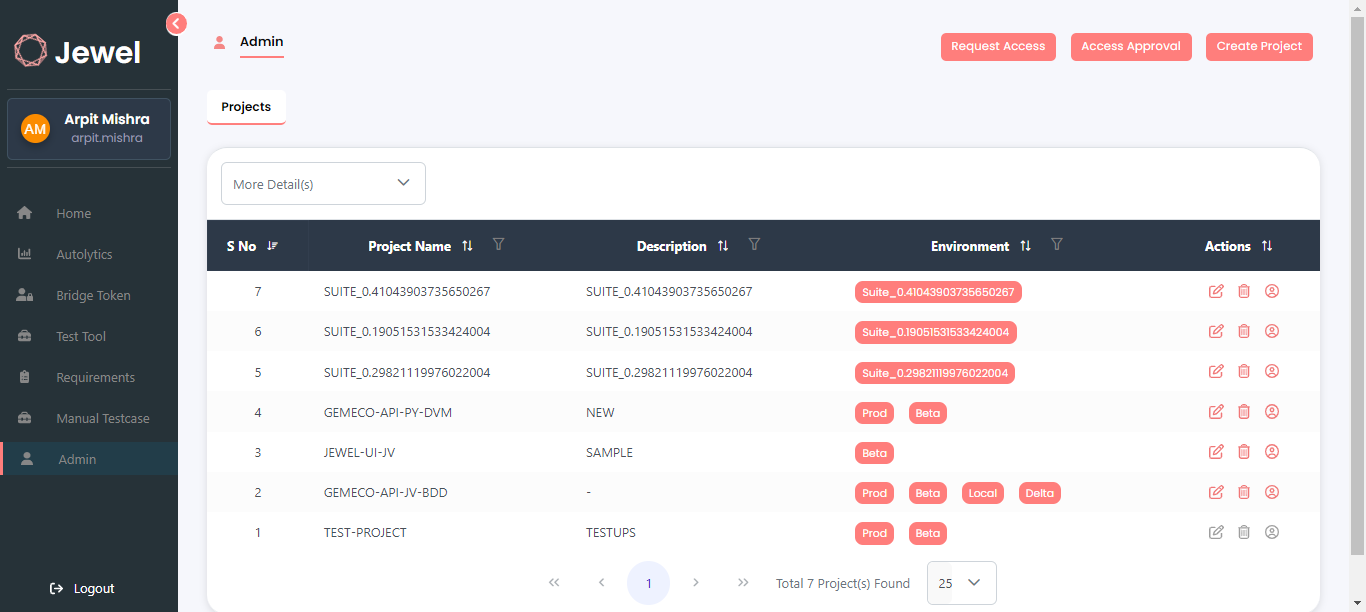 Jewel
AM
Arpit Mishra
arpit.mishra
Home
Autolytics
Bridge Token
Test Tool
Requirements
Manual Testcase
Admin
Logout
Admin
Request Access Access Approval Create Project
Projects
More Detail(s)
S No Project Name Description Environment Actions
7 SUITE_0.41043903735650267 SUITE_0.41043903735650267 Suite_0.41043903735650267
6 SUITE_0.19051531533424004 SUITE_0.19051531533424004 Suite_0.19051531533424004
5 SUITE_0.29821119976022004 SUITE_0.29821119976022004 Suite_0.29821119976022004
4 GEMECO-API-PY-DVM NEW Prod Beta
3 JEWEL-UI-JV SAMPLE Beta
2 GEMECO-API-JV-BDD - Prod Beta Local Delta
1 TEST-PROJECT TESTUPS Prod Beta
1 Total 7 Project(s) Found 25